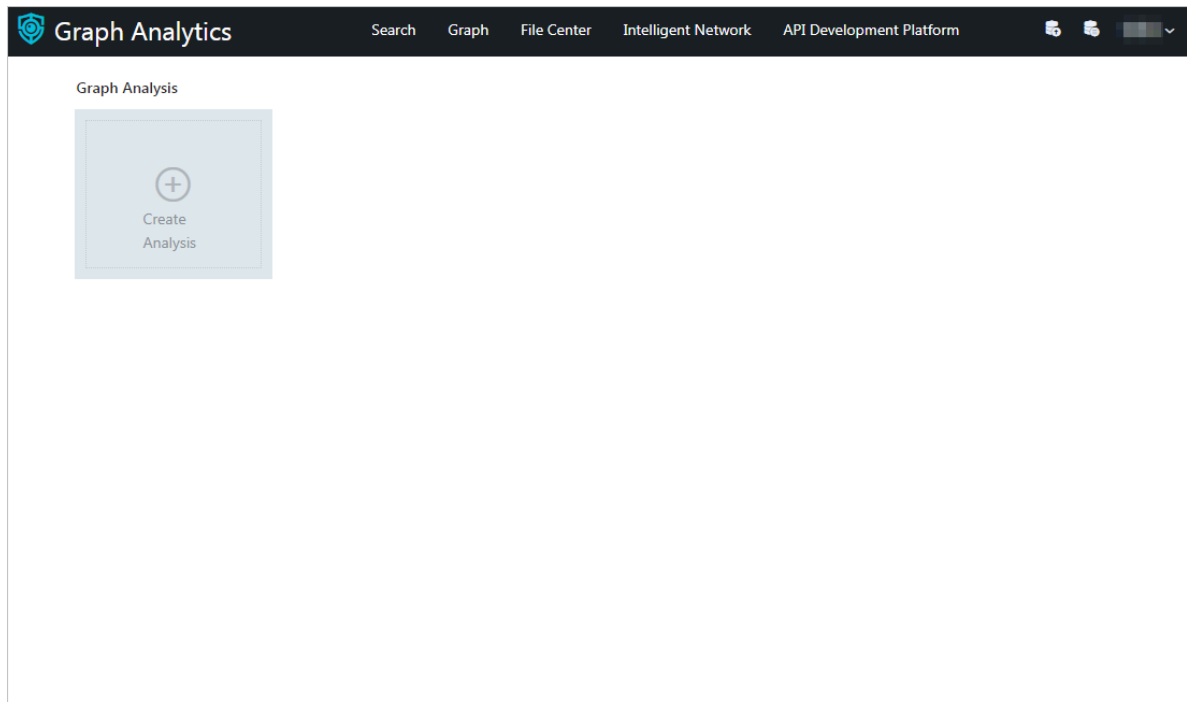 Graph Analytics Search Graph File Center Intelligent Network API Development Platform
Graph Analysis
Create
Analysis